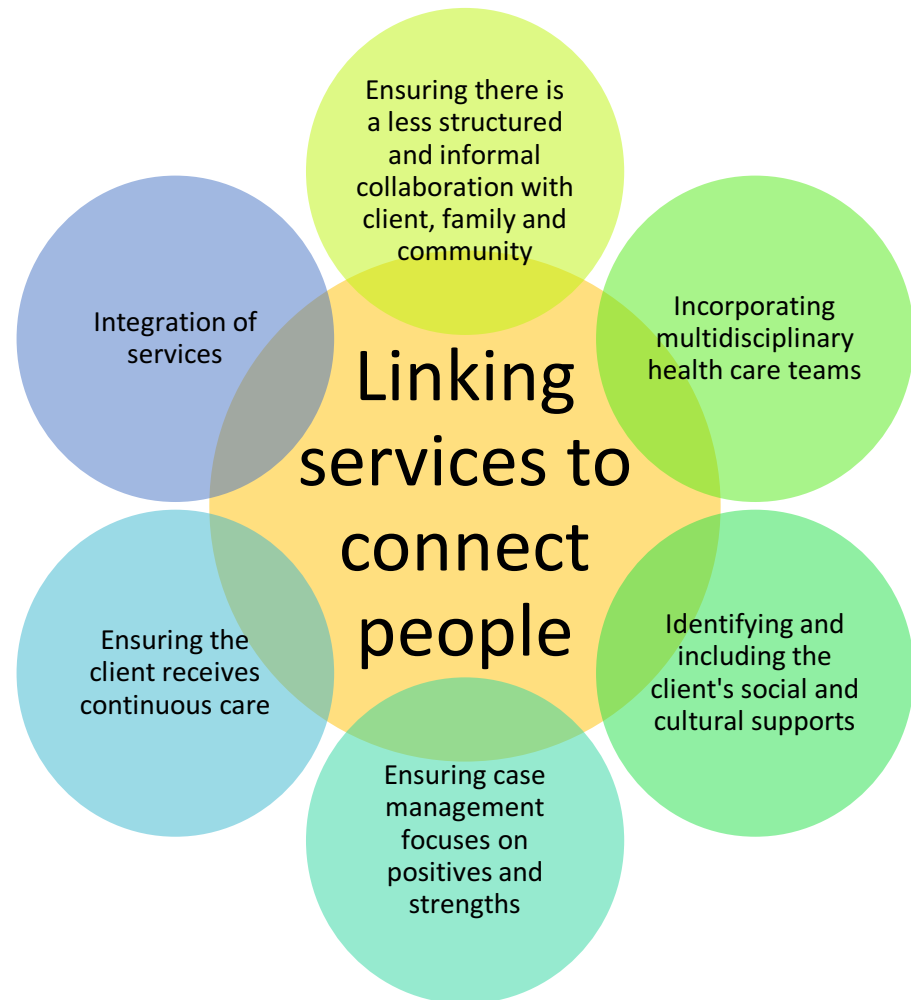 Ensuring there is
a less structured
and informal
collaboration with
client, family and
community
Incorporating
multidisciplinary
health care teams
Identifying and
including the
client's social and
cultural supports
Ensuring case
management
focuses on
positives and
strengths
Ensuring the
client receives
continuous care
Integration of
services
Linking
services to
connect
people